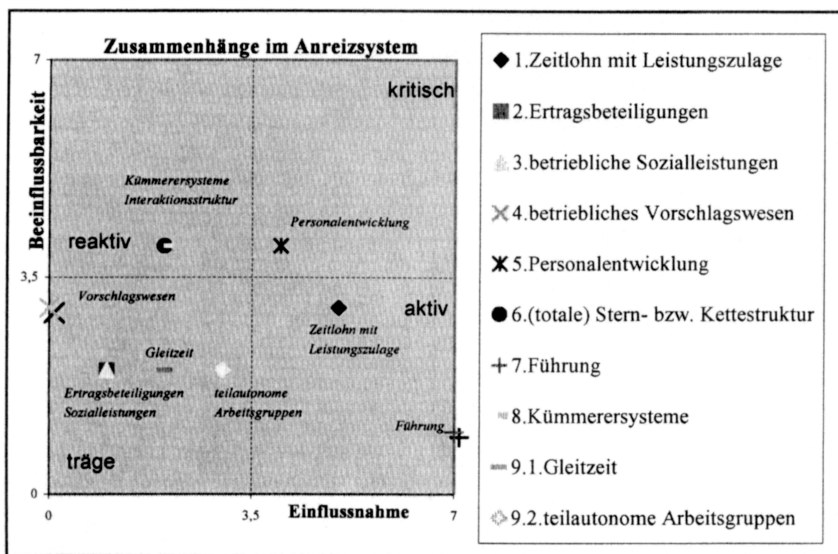 Zusammenhänge im Anreizsystem
7
kritisch
Beeinflussbarkeit
Kümmerersysteme
Interaktionsstruktur
Personalentwicklung
reaktiv
3,5
Vorschlagswesen
aktiv
Zeitlohn mit
Leistungszulage
Gleitzeit
Ertragsbeteiligungen
Sozialleistungen
teilautonome
Arbeitsgruppen
Führung
träge
0
0
3,5
Einflussnahme
7
1.Zeitlohn mit Leistungszulage
2.Ertragsbeteiligungen
3.betriebliche Sozialleistungen
4.betriebliches Vorschlagswesen
5.Personalentwicklung
6.(totale) Stern- bzw. Kettestruktur
7.Führung
8.Kümmerersysteme
9.1.Gleitzeit
9.2.teilautonome Arbeitsgruppen